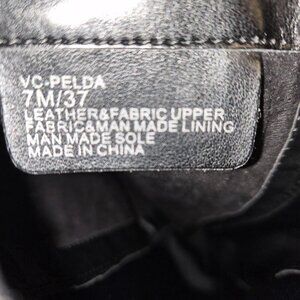 VC-PELDA
7M/37
LEATHER&FABRIC UPPER
FABRIC&MAN MADE LINING
MAN MADE SOLE
MADE IN CHINA